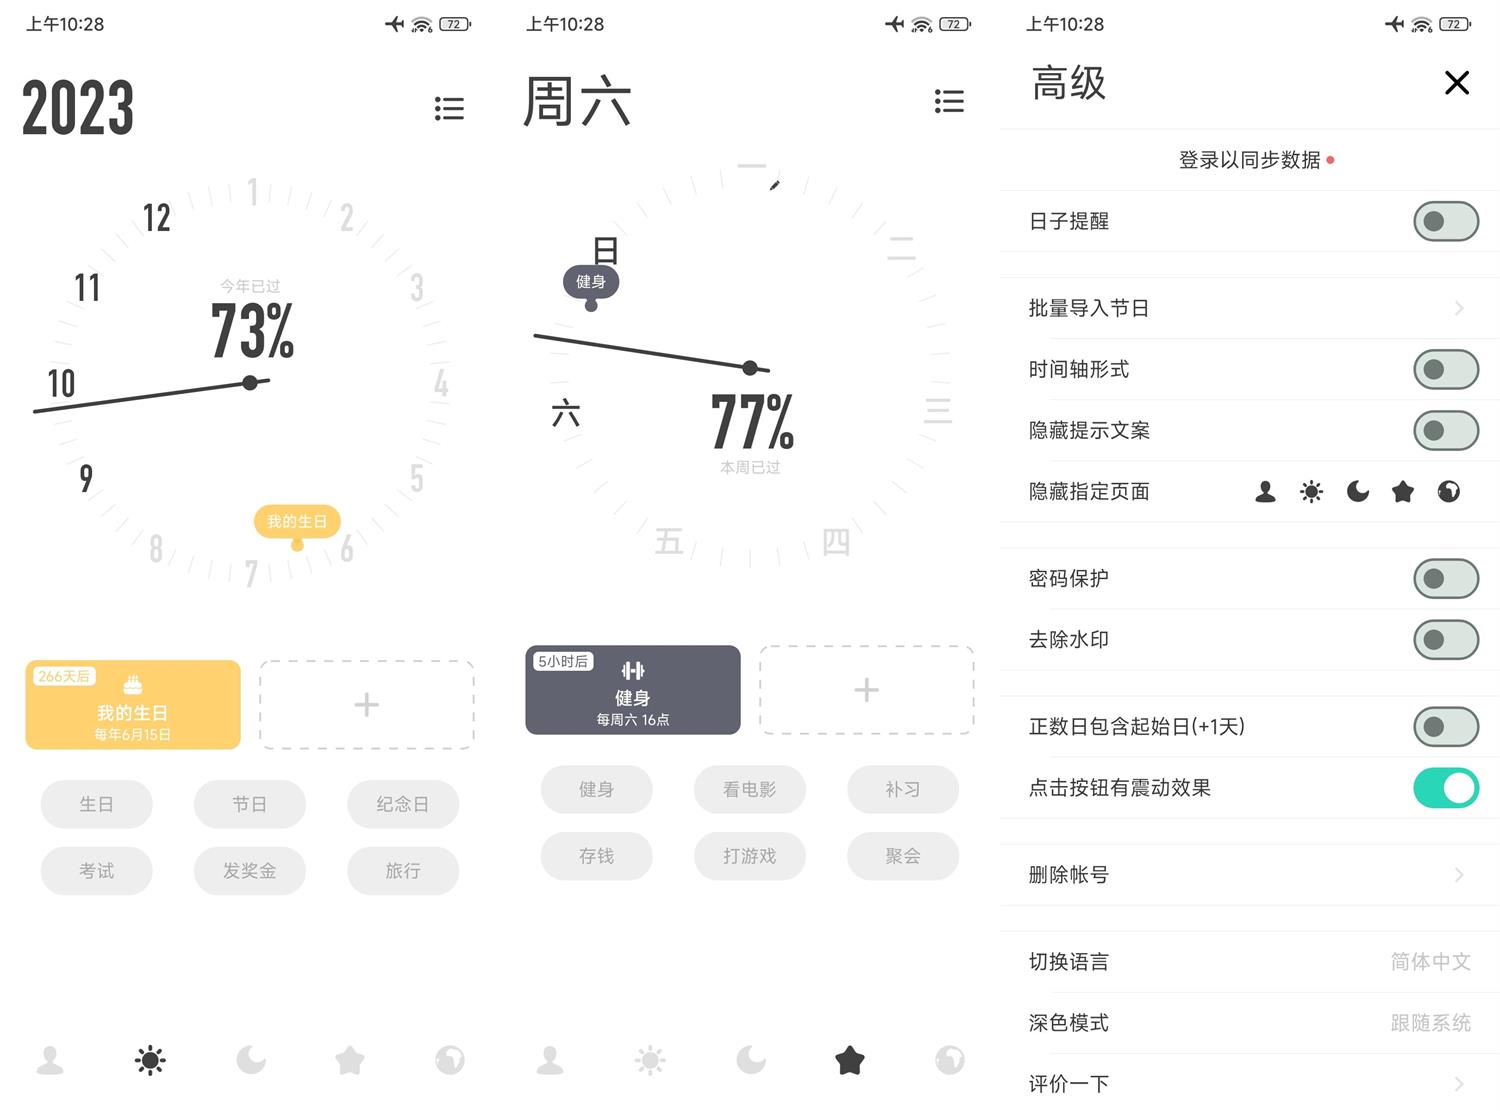 上午10:28
72
2023
1
2
3
4
5
6
7
8
9
10
11
12
今年已过
73%
我的生日
266天后
我的生日
每年6月15日
生日
节日
纪念日
考试
发奖金
旅行
上午10:28
72
周六
一
二
三
四
五
六
日
健身
77%
本周已过
5小时后
健身
每周六 16点
健身
看电影
补习
存钱
打游戏
聚会
上午10:28
72
高级
登录以同步数据
日子提醒
批量导入节日
时间轴形式
隐藏提示文案
隐藏指定页面
密码保护
去除水印
正数日包含起始日(+1天)
点击按钮有震动效果
删除帐号
切换语言
简体中文
深色模式
跟随系统
评价一下